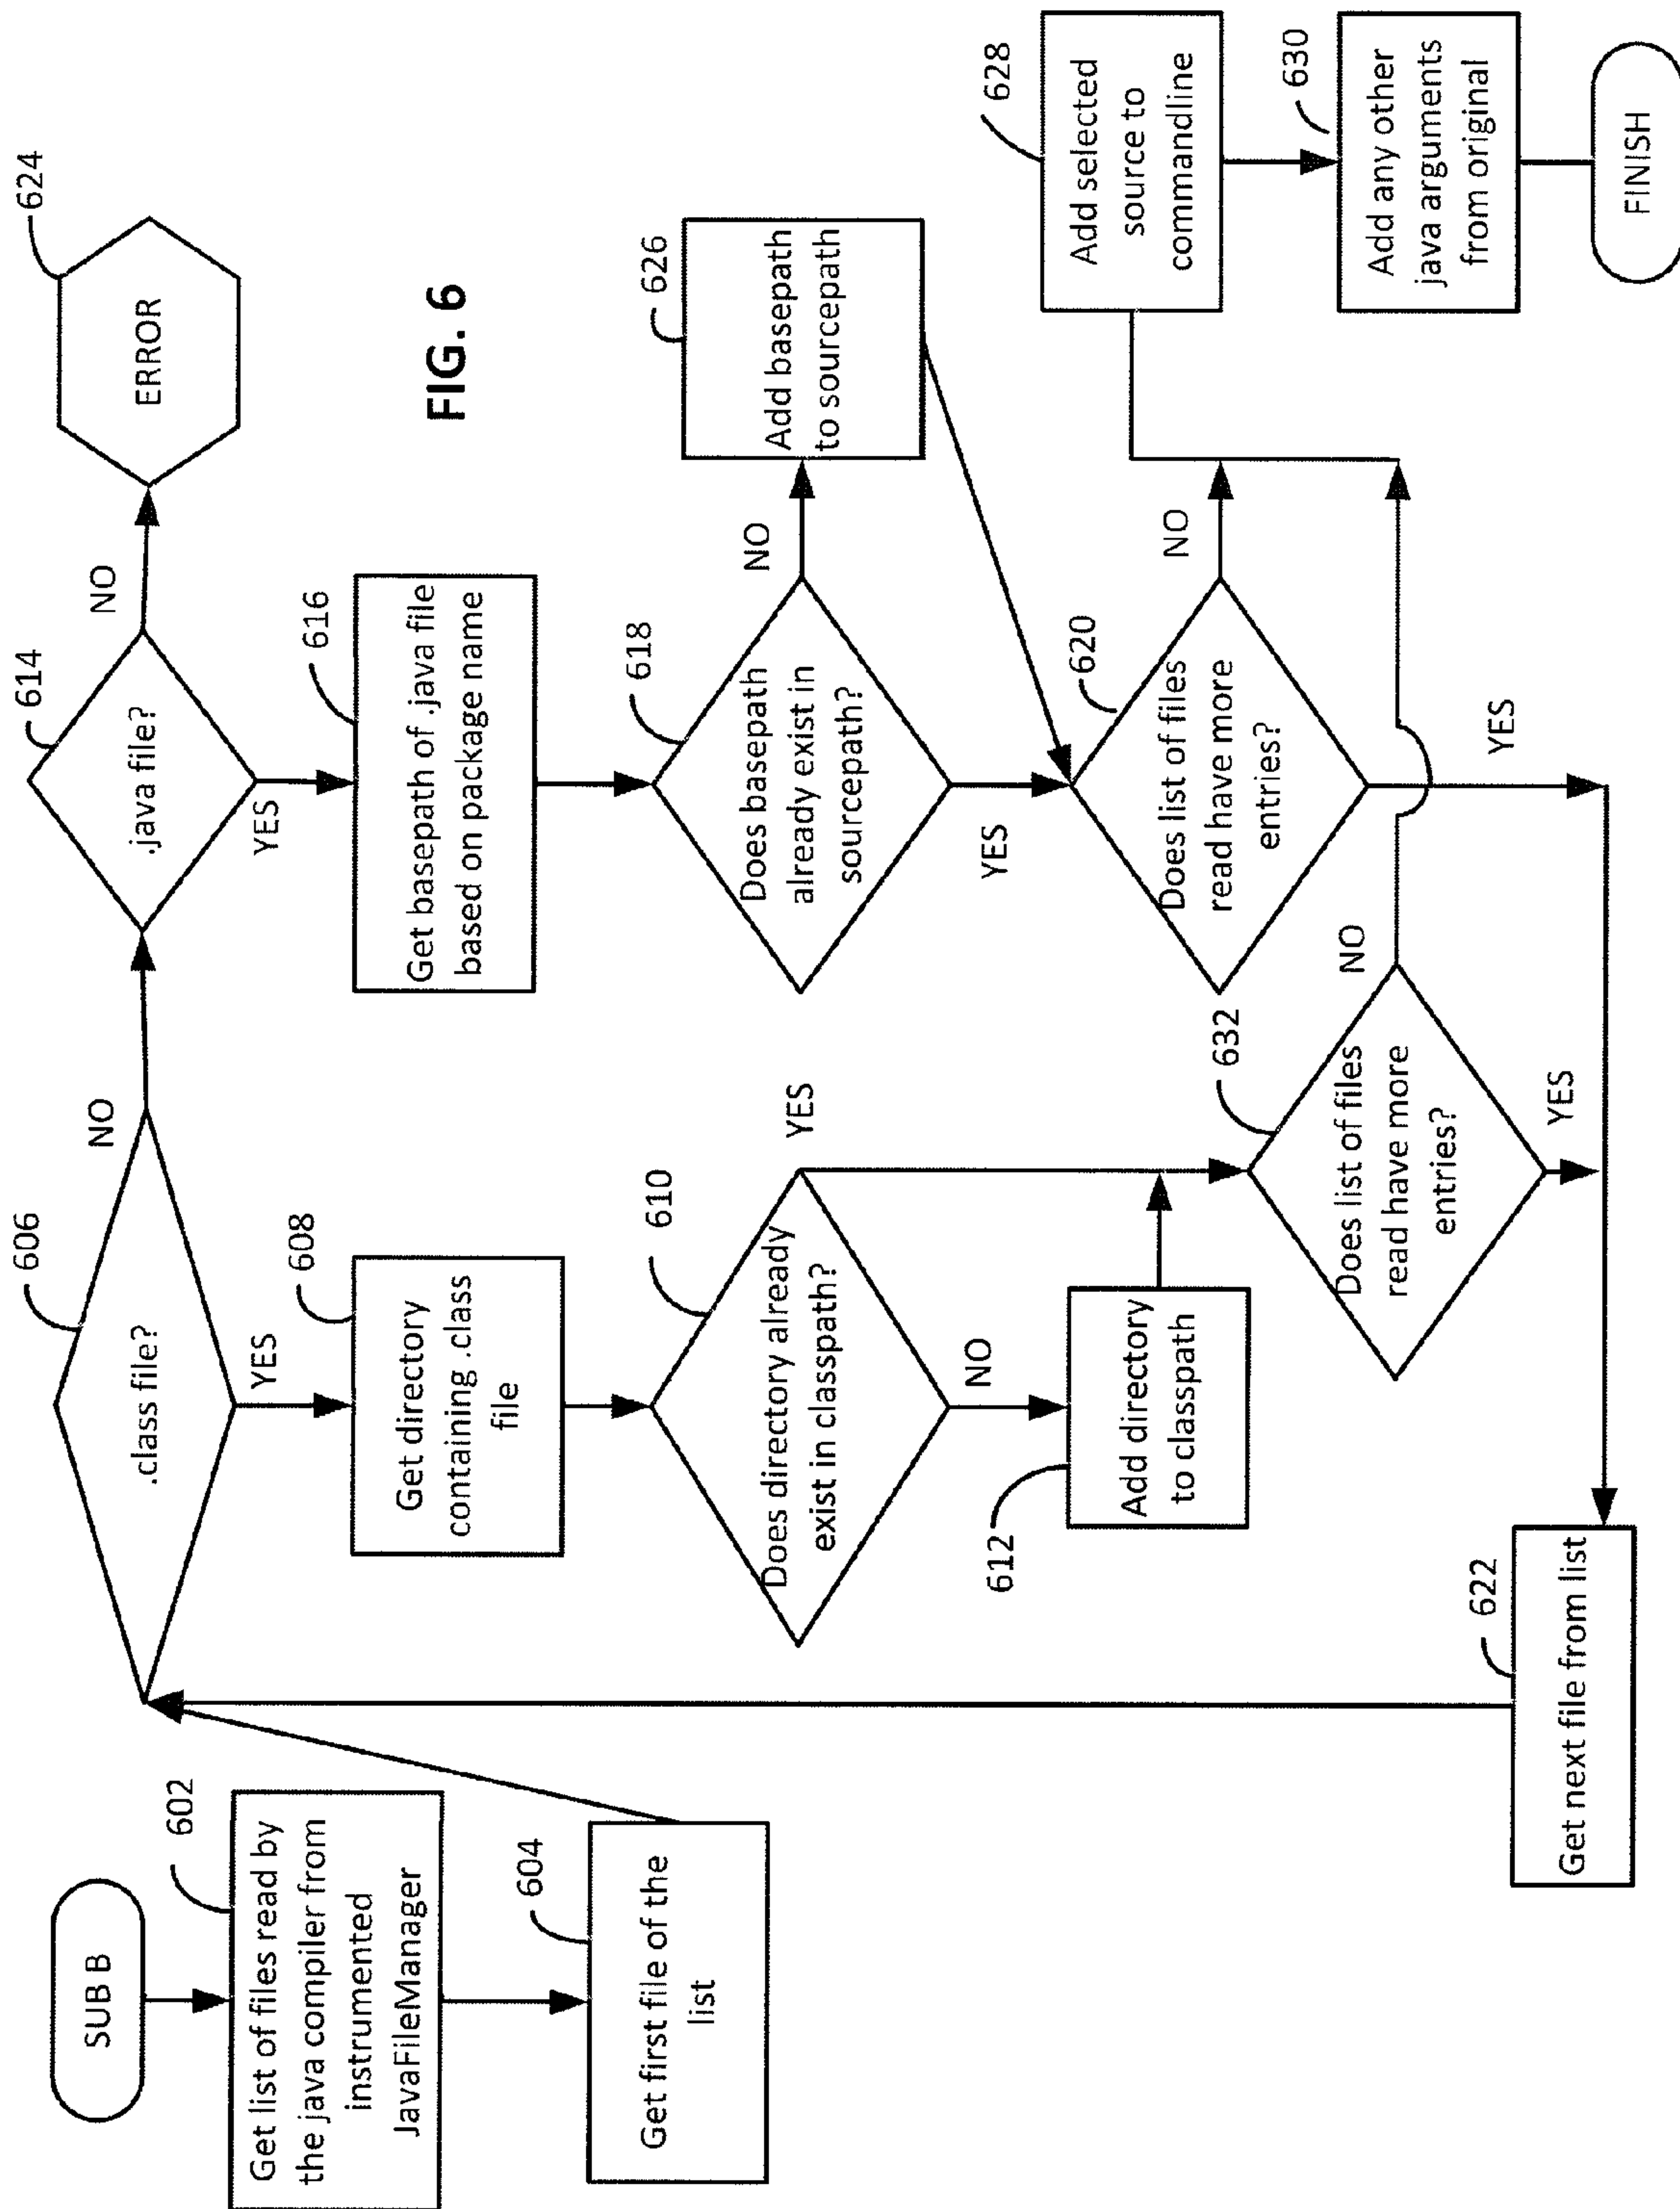 SUB B
602
Get list of files read by
the java compiler from
instrumented
JavaFileManager
604
Get first file of the
list
606
.class file?
NO
YES
608
Get directory
containing .class
file
610
Does directory already
exist in classpath?
YES
NO
612
Add directory
to classpath
632
Does list of files
read have more
entries?
NO
YES
622
Get next file from list
614
.java file?
NO
YES
624
ERROR
616
Get basepath of .java file
based on package name
618
Does basepath
already exist in
sourcepath?
NO
YES
626
Add basepath
to sourcepath
620
Does list of files
read have more
entries?
NO
YES
628
Add selected
source to
commandline
630
Add any other
java arguments
from original
FINISH
FIG. 6